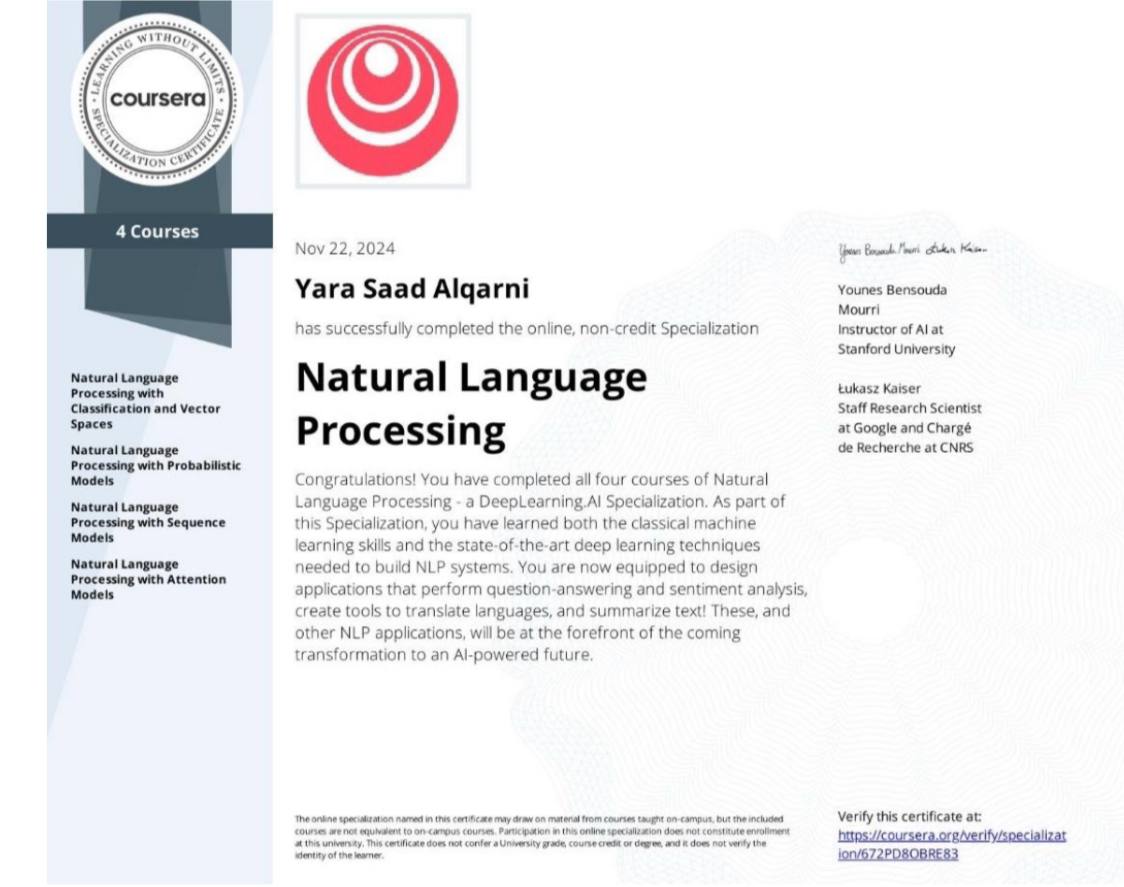 LEARNING WITHOUT LIMITS
coursera
SPECIALIZATION CERTIFICATE
4 Courses
Natural Language
Processing with
Classification and Vector
Spaces
Natural Language
Processing with Probabilistic
Models
Natural Language
Processing with Sequence
Models
Natural Language
Processing with Attention
Models
Nov 22, 2024
Yara Saad Alqarni
has successfully completed the online, non-credit Specialization
Natural Language
Processing
Congratulations! You have completed all four courses of Natural
Language Processing - a DeepLearning.AI Specialization. As part of
this Specialization, you have learned both the classical machine
learning skills and the state-of-the-art deep learning techniques
needed to build NLP systems. You are now equipped to design
applications that perform question-answering and sentiment analysis,
create tools to translate languages, and summarize text! These, and
other NLP applications, will be at the forefront of the coming
transformation to an AI-powered future.
The online specialization named in this certificate may draw on material from courses taught on-campus, but the included
courses are not equivalent to on-campus courses. Participation in this online specialization does not constitute enrollment
at this university. This certificate does not confer a University grade, course credit or degree, and it does not verify the
identity of the learner.
Younes Bensouda Mourri Łukasz Kaiser
Younes Bensouda
Mourri
Instructor of AI at
Stanford University
Łukasz Kaiser
Staff Research Scientist
at Google and Chargé
de Recherche at CNRS
Verify this certificate at:
https://coursera.org/verify/specializat
ion/672PD8OBRE83